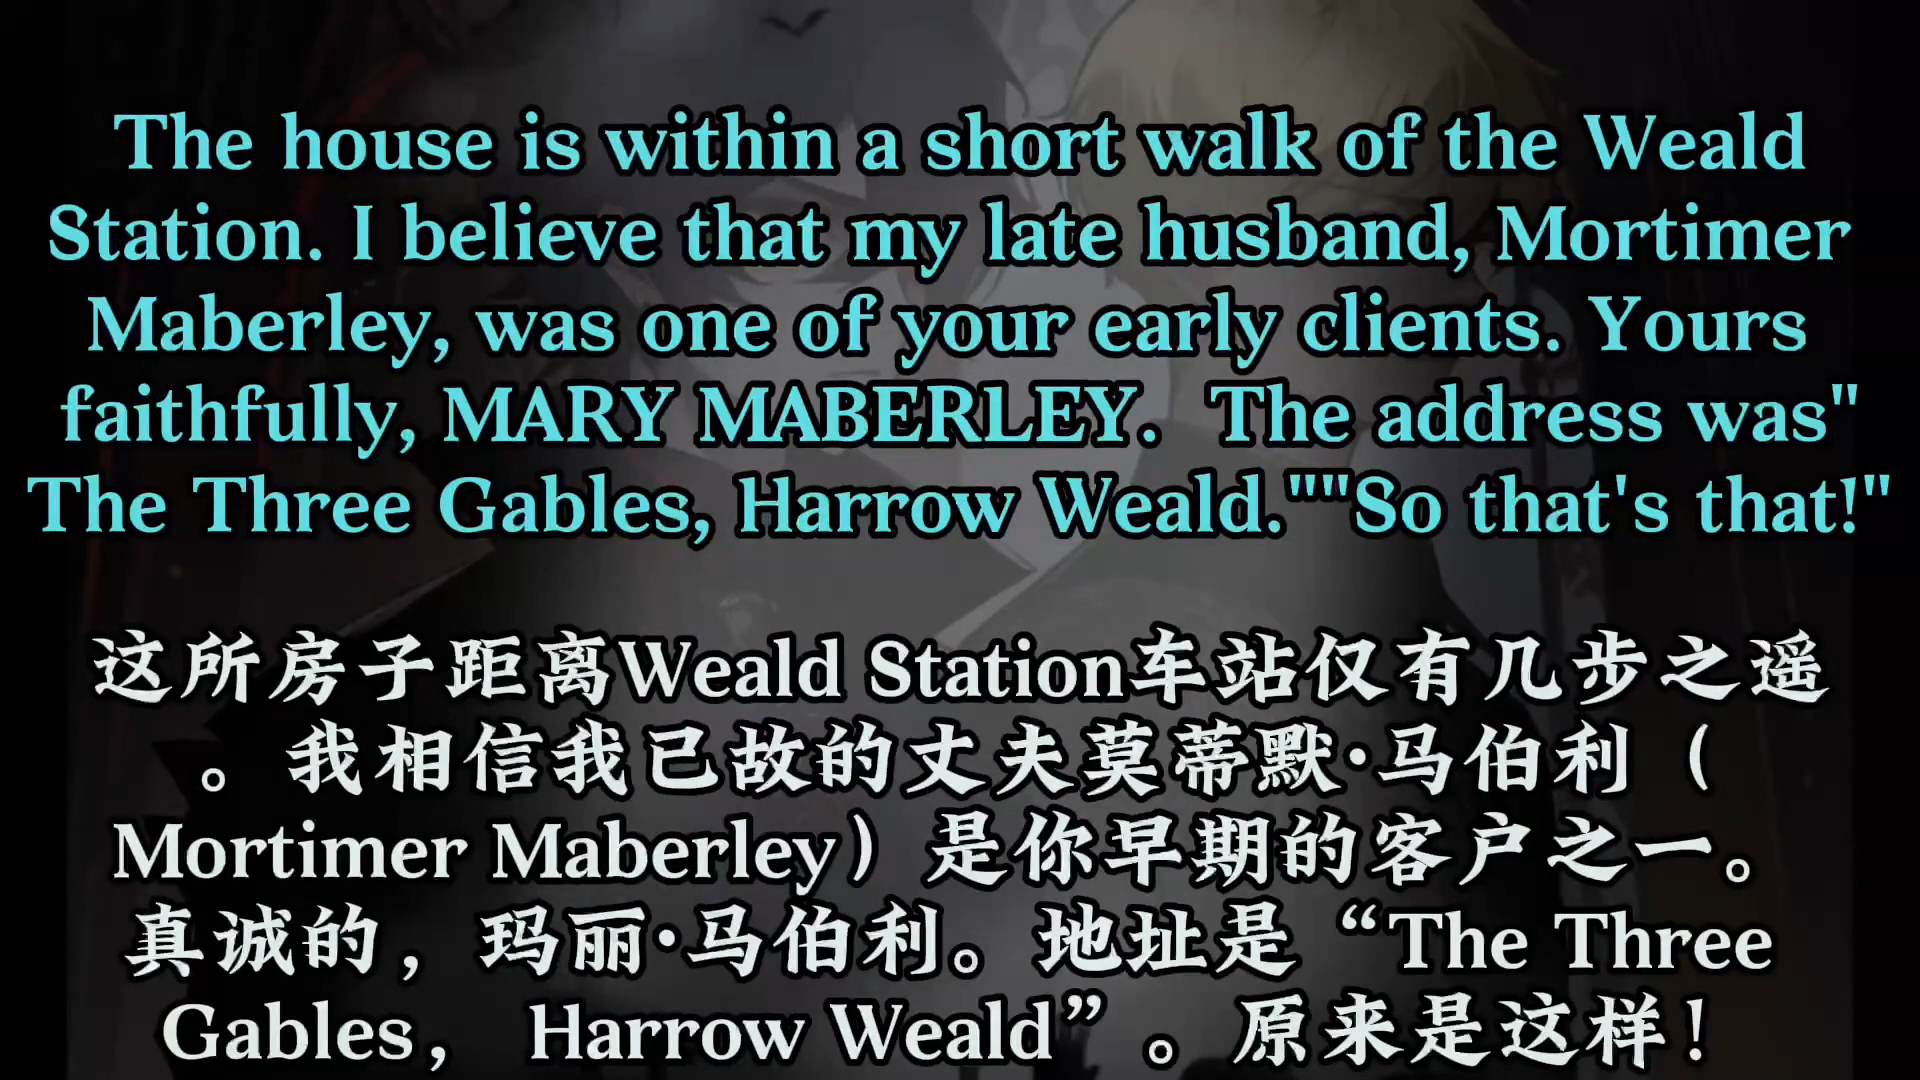 The house is within a short walk of the Weald
Station. I believe that my late husband, Mortimer
Maberley, was one of your early clients. Yours
faithfully, MARY MABERLEY.  The address was"
The Three Gables, Harrow Weald.""So that's that!"
这所房子距离Weald Station车站仅有几步之遥
。我相信我已故的丈夫莫蒂默·马伯利（
Mortimer Maberley）是你早期的客户之一。
真诚的，玛丽·马伯利。地址是“The Three
Gables， Harrow Weald”。原来是这样！